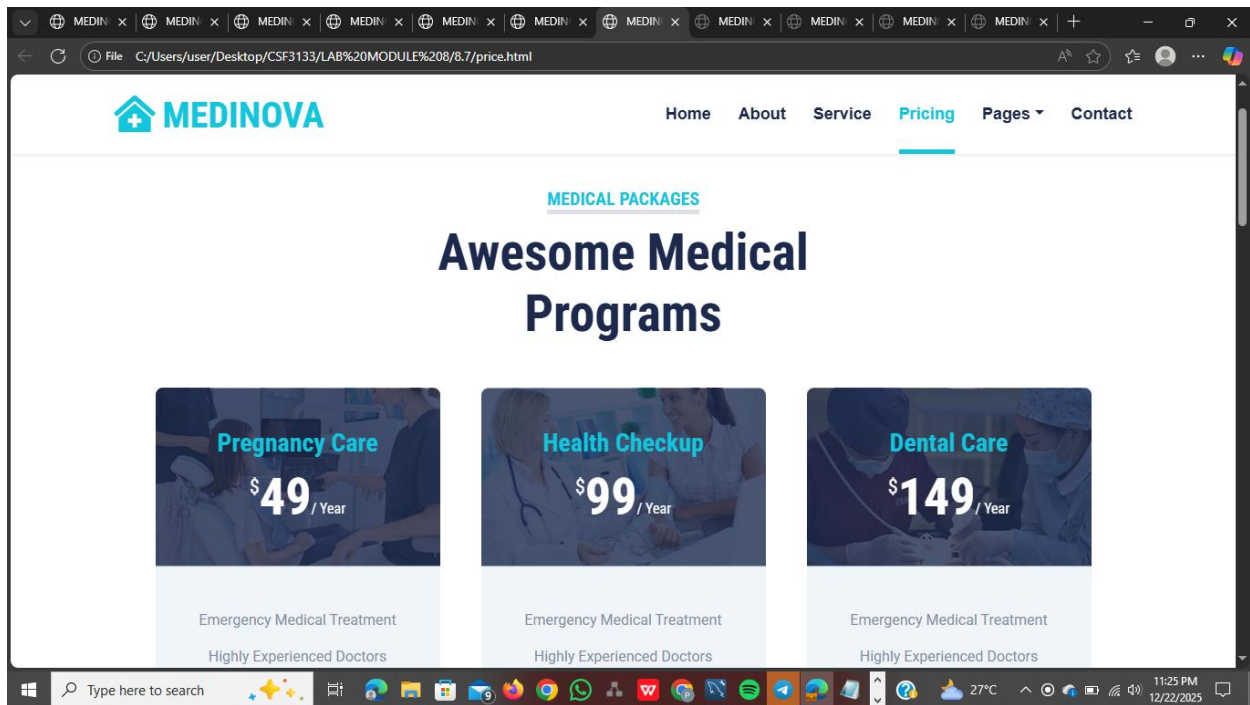 MEDIN MEDIN MEDIN MEDIN MEDIN MEDIN MEDIN MEDIN MEDIN MEDIN MEDIN
File C:/Users/user/Desktop/CSF3133/LAB%20MODULE%208/8.7/price.html
MEDINOVA Home About Service Pricing Pages Contact
MEDICAL PACKAGES
Awesome Medical
Programs
Pregnancy Care Health Checkup Dental Care
$49/ Year $99/ Year $149/ Year
Emergency Medical Treatment Emergency Medical Treatment Emergency Medical Treatment
Highly Experienced Doctors Highly Experienced Doctors Highly Experienced Doctors
Type here to search 27°C 11:25 PM
12/22/2025